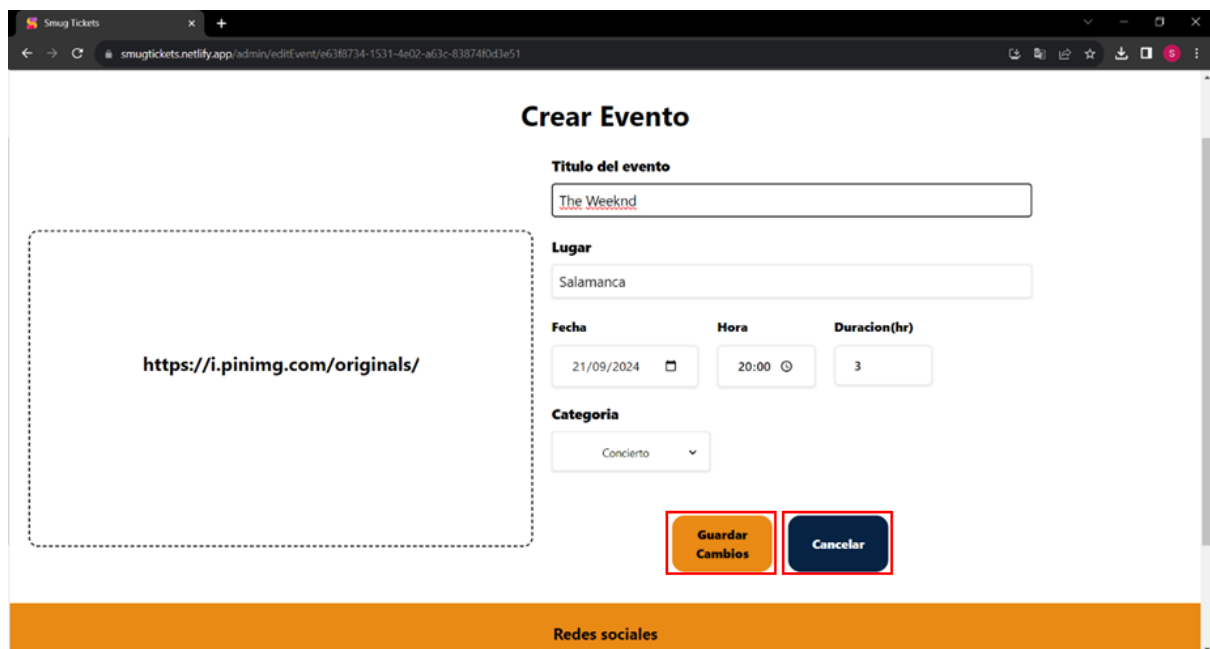 Smug Tickets
smugtickets.netlify.app/admin/editEvent/e63f8734-1531-4e02-a63c-83874f0d3e51
S
Crear Evento
Titulo del evento
The Weeknd
Lugar
Salamanca
Fecha Hora Duracion(hr)
21/09/2024 20:00 3
https://i.pinimg.com/originals/
Categoria
Concierto
Guardar
Cambios
Cancelar
Redes sociales